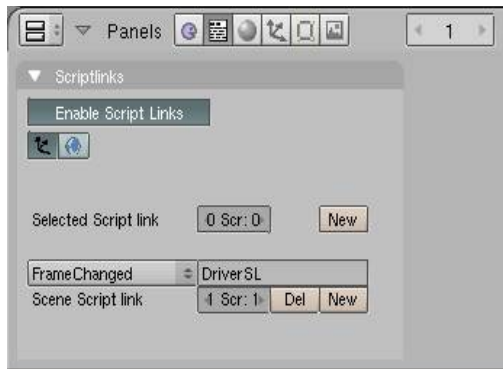 Panels 1
Scriptlinks
Enable Script Links
Selected Script link 0 Scr: 0 New
FrameChanged DriverSL
Scene Script link 1 Scr: 1 Del New